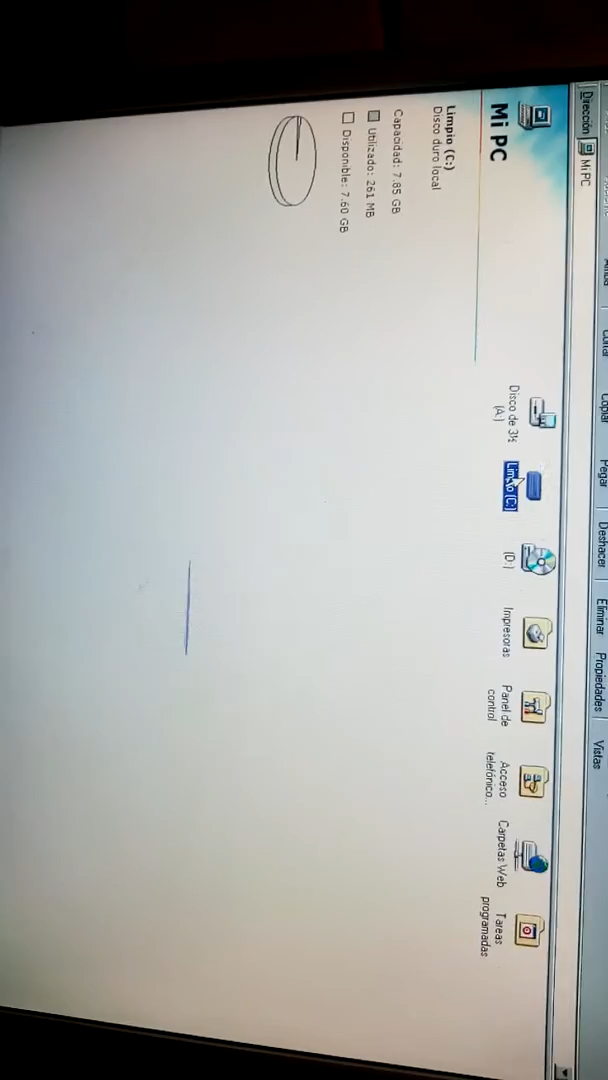 Cortar
Copiar
Pegar
Deshacer
Eliminar
Propiedades
Vistas
Dirección
Mi PC
Mi PC
Limpio (C:)
Disco duro local
Capacidad: 7.85 GB
Utilizado: 261 MB
Disponible: 7.60 GB
Disco de 3½
(A:)
Limpio (C:)
(D:)
Impresoras
Panel de
control
Acceso
telefónico...
Carpetas Web
Tareas
programadas